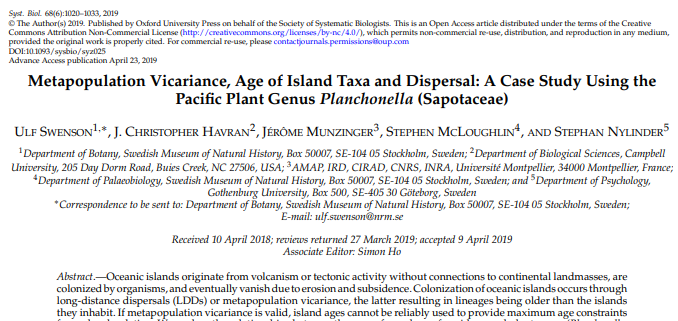 Syst. Biol. 68(6):1020–1033, 2019
© The Author(s) 2019. Published by Oxford University Press on behalf of the Society of Systematic Biologists. This is an Open Access article distributed under the terms of the Creative
Commons Attribution Non-Commercial License (http://creativecommons.org/licenses/by-nc/4.0/), which permits non-commercial re-use, distribution, and reproduction in any medium,
provided the original work is properly cited. For commercial re-use, please contactjournals.permissions@oup.com
DOI:10.1093/sysbio/syz025
Advance Access publication April 23, 2019
Metapopulation Vicariance, Age of Island Taxa and Dispersal: A Case Study Using the
Pacific Plant Genus Planchonella (Sapotaceae)
ULF SWENSON1,*, J. CHRISTOPHER HAVRAN2, JÉRÔME MUNZINGER3, STEPHEN MCLOUGHLIN4, AND STEPHAN NYLINDER5
1Department of Botany, Swedish Museum of Natural History, Box 50007, SE-104 05 Stockholm, Sweden; 2Department of Biological Sciences, Campbell
University, 205 Day Dorm Road, Buies Creek, NC 27506, USA; 3AMAP, IRD, CIRAD, CNRS, INRA, Université Montpellier, 34000 Montpellier, France;
4Department of Palaeobiology, Swedish Museum of Natural History, Box 50007, SE-104 05 Stockholm, Sweden; and 5Department of Psychology,
Gothenburg University, Box 500, SE-405 30 Göteborg, Sweden
*Correspondence to be sent to: Department of Botany, Swedish Museum of Natural History, Box 50007, SE-104 05 Stockholm, Sweden;
E-mail: ulf.swenson@nrm.se
Received 10 April 2018; reviews returned 27 March 2019; accepted 9 April 2019
Associate Editor: Simon Ho
Abstract.—Oceanic islands originate from volcanism or tectonic activity without connections to continental landmasses, are
colonized by organisms, and eventually vanish due to erosion and subsidence. Colonization of oceanic islands occurs through
long-distance dispersals (LDDs) or metapopulation vicariance, the latter resulting in lineages being older than the islands
they inhabit. If metapopulation vicariance is valid, island ages cannot be reliably used to provide maximum age constraints